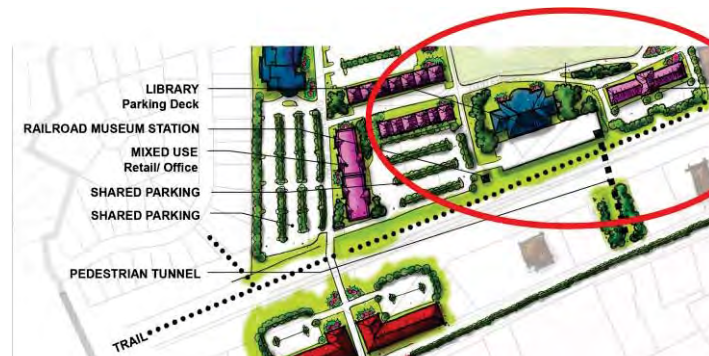 LIBRARY
Parking Deck
RAILROAD MUSEUM STATION
MIXED USE
Retail/ Office
SHARED PARKING
SHARED PARKING
PEDESTRIAN TUNNEL
TRAIL